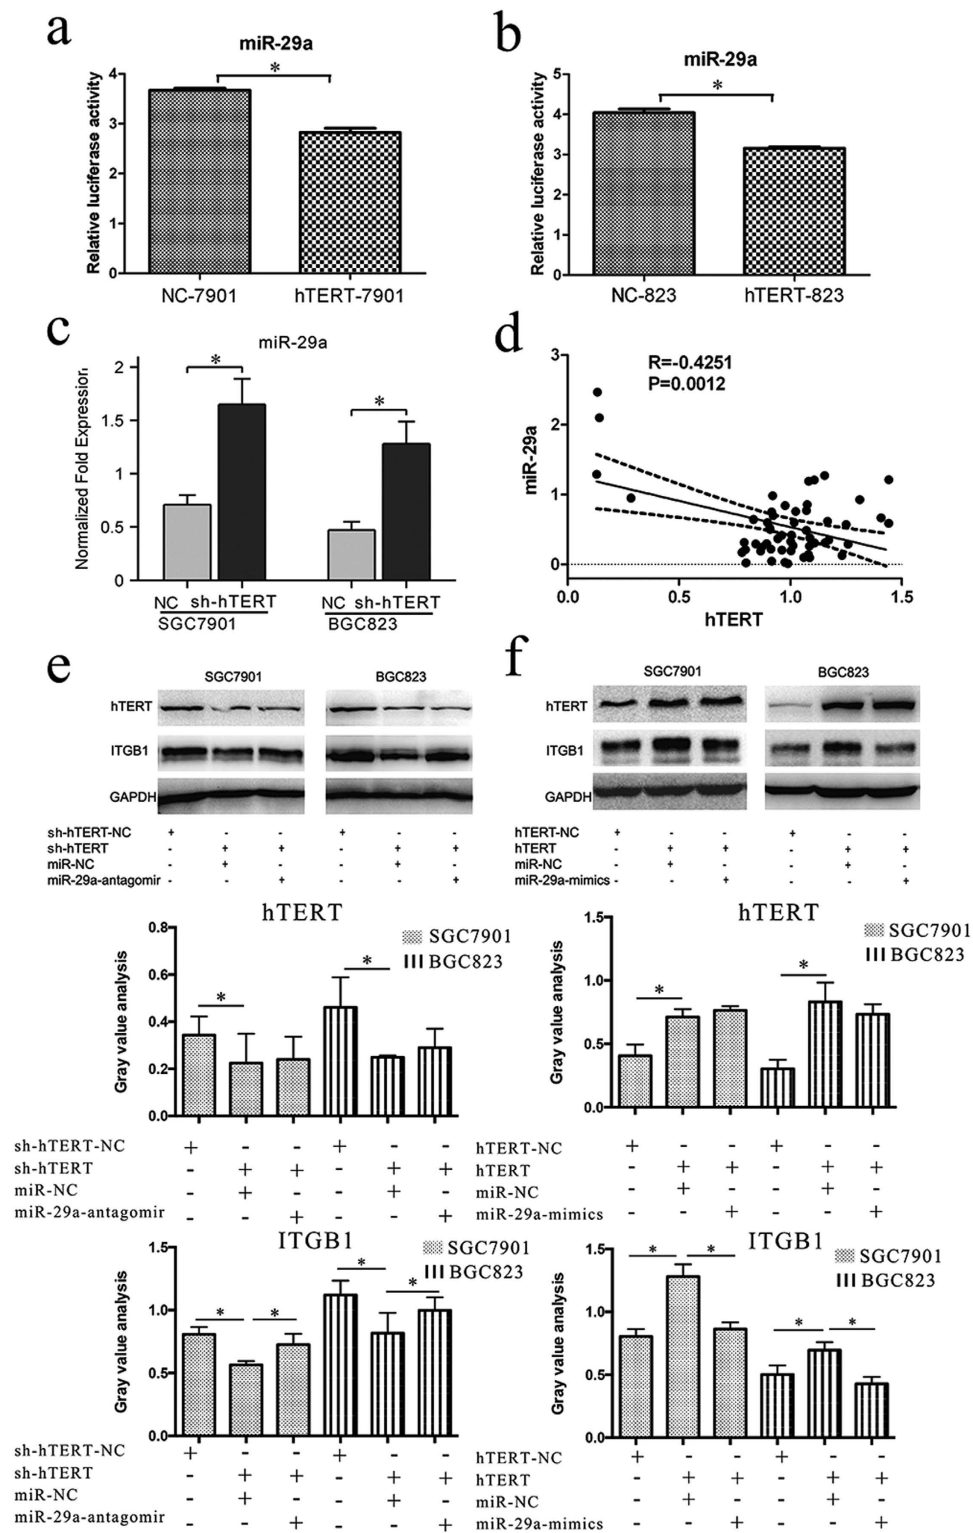 a
miR-29a
*
Relative luciferase activity
4
3
2
1
0
NC-7901 hTERT-7901
b
miR-29a
*
Relative luciferase activity
5
4
3
2
1
0
NC-823 hTERT-823
c
miR-29a
* *
Normalized Fold Expression
2
1.5
1
0.5
0
NC sh-hTERT NC sh-hTERT
SGC7901 BGC823
d
R=-0.4251
P=0.0012
miR-29a
3
2
1
0
0.0 0.5 1.0 1.5
hTERT
e
SGC7901 BGC823
hTERT
ITGB1
GAPDH
sh-hTERT-NC + - - + - -
sh-hTERT - + + - + +
miR-NC - + - - + -
miR-29a-antagomir - - + - - +
f
SGC7901 BGC823
hTERT
ITGB1
GAPDH
hTERT-NC + - - + - -
hTERT - + + - + +
miR-NC - + - - + -
miR-29a-mimics - - + - - +
hTERT
SGC7901
BGC823
* *
Gray value analysis
0.8
0.6
0.4
0.2
0.0
sh-hTERT-NC + - - + - -
sh-hTERT - + + - + +
miR-NC - + - - + -
miR-29a-antagomir - - + - - +
hTERT
SGC7901
BGC823
* *
Gray value analysis
1.5
1.0
0.5
0.0
hTERT-NC + - - + - -
hTERT - + + - + +
miR-NC - + - - + -
miR-29a-mimics - - + - - +
ITGB1
SGC7901
BGC823
* * * *
Gray value analysis
1.5
1.0
0.5
0.0
sh-hTERT-NC + - - + - -
sh-hTERT - + + - + +
miR-NC - + - - + -
miR-29a-antagomir - - + - - +
ITGB1
SGC7901
BGC823
* * * *
Gray value analysis
1.5
1.0
0.5
0.0
hTERT-NC + - - + - -
hTERT - + + - + +
miR-NC - + - - + -
miR-29a-mimics - - + - - +